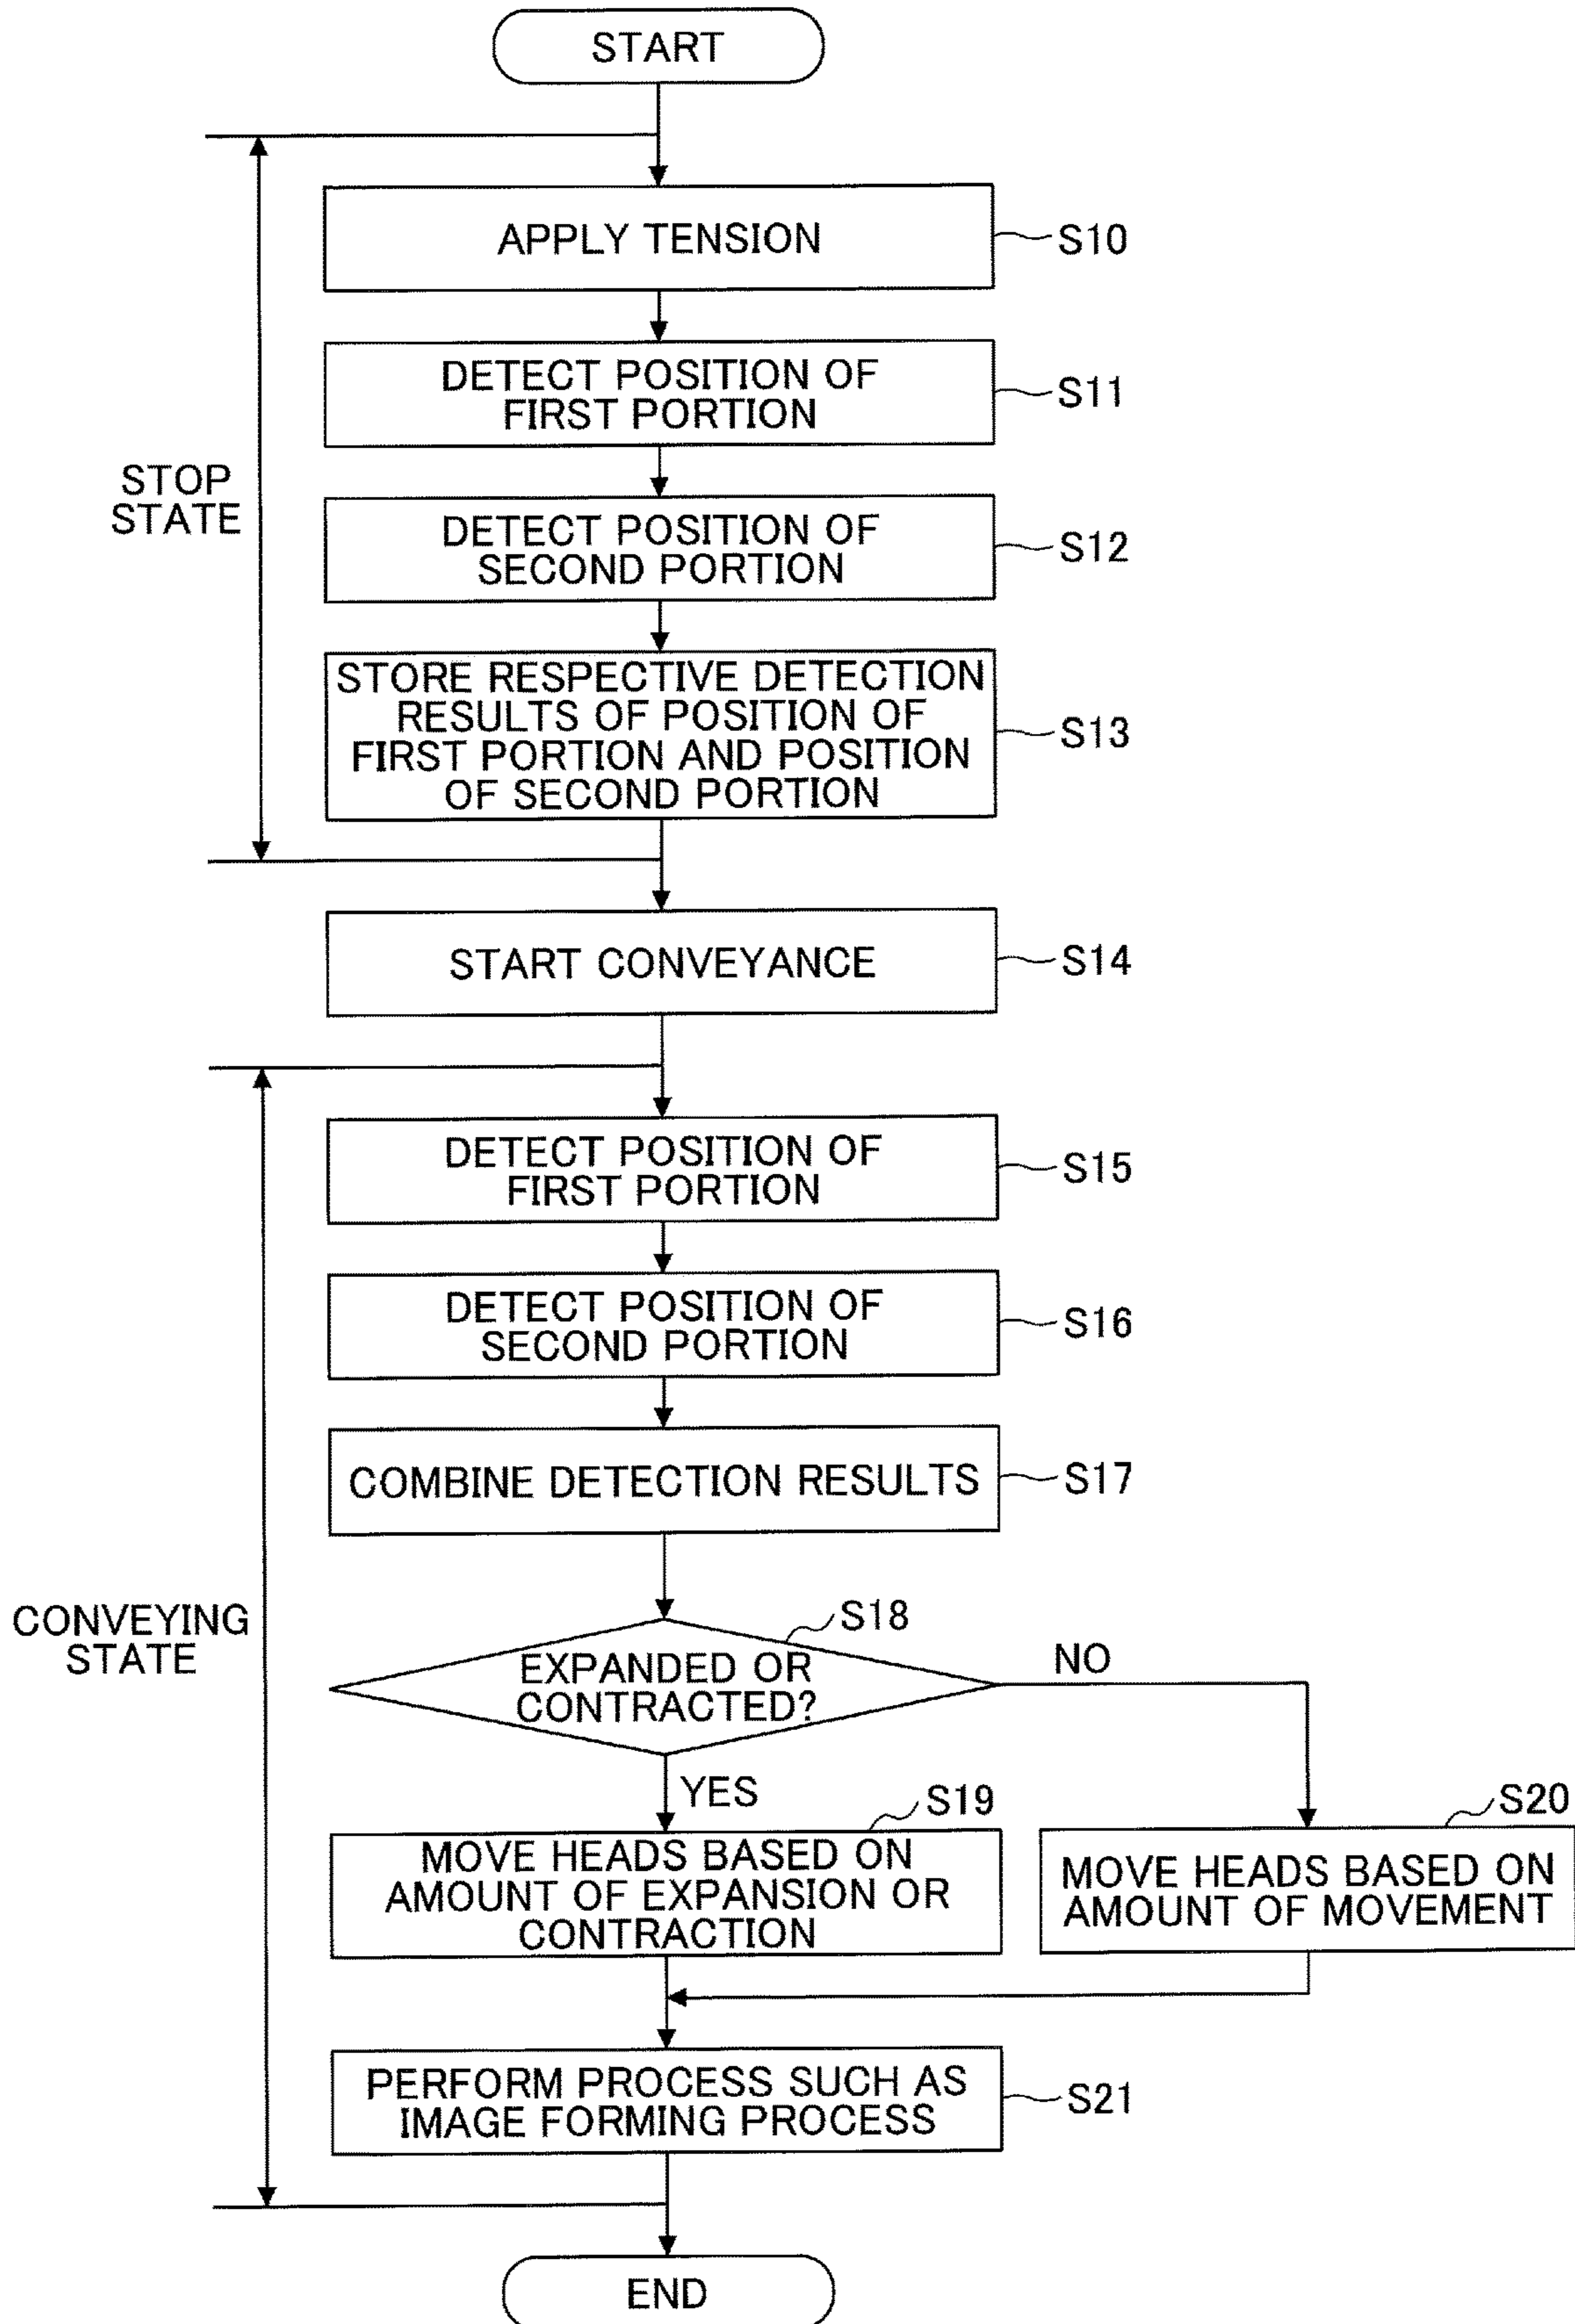 START
APPLY TENSION
S10
DETECT POSITION OF
FIRST PORTION
S11
STOP
STATE
DETECT POSITION OF
SECOND PORTION
S12
STORE RESPECTIVE DETECTION
RESULTS OF POSITION OF
FIRST PORTION AND POSITION
OF SECOND PORTION
S13
START CONVEYANCE
S14
DETECT POSITION OF
FIRST PORTION
S15
DETECT POSITION OF
SECOND PORTION
S16
COMBINE DETECTION RESULTS
S17
CONVEYING
STATE
S18
EXPANDED OR
CONTRACTED?
NO
YES
S19
MOVE HEADS BASED ON
AMOUNT OF EXPANSION OR
CONTRACTION
S20
MOVE HEADS BASED ON
AMOUNT OF MOVEMENT
PERFORM PROCESS SUCH AS
IMAGE FORMING PROCESS
S21
END